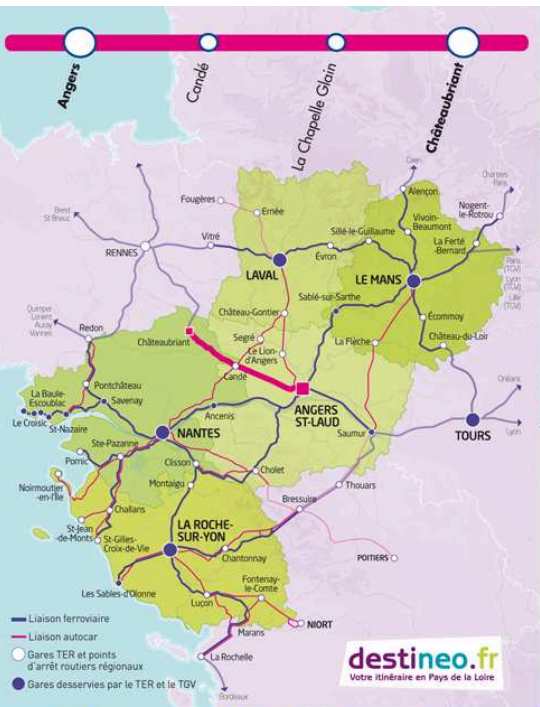 Angers
Candé
La Chapelle Glain
Châteaubriant
Caen
Alençon
Chartres
Paris
Nogent-
le-Rotrou
Fougères
Ernée
Vivoin-
Beaumont
Brest
St Brieuc
Sillé-le-Guillaume
La Ferté
-Bernard
RENNES
Vitré
Évron
Paris
(TGV)
Lyon
(TGV)
Lille
(TGV)
LAVAL
LE MANS
Sablé-sur-Sarthe
Quimper
Lorient
Auray
Vannes
Château-Gontier
Écommoy
Redon
Châteaubriant
Segré
La Flèche
Château-du-Loir
Le Lion-
d'Angers
Candé
Pontchâteau
Orléans
La Baule-
Escoublac
Savenay
Ancenis
ANGERS
ST-LAUD
Le Croisic
St-Nazaire
NANTES
Saumur
TOURS
Lyon
Ste-Pazanne
Pornic
Clisson
Cholet
Noirmoutier
-en-l'Île
Montaigu
Thouars
Challans
Bressuire
St-Jean
-de-Monts
St-Gilles-
Croix-de-Vie
LA ROCHE-
SUR-YON
Chantonnay
POITIERS
Les Sables-d'Olonne
Fontenay-
le-Comte
Luçon
NIORT
Marans
La Rochelle
Bordeaux
Liaison ferroviaire
Liaison autocar
Gares TER et points
d'arrêt routiers régionaux
Gares desservies par le TER et le TGV
destineo.fr
Votre itinéraire en Pays de la Loire